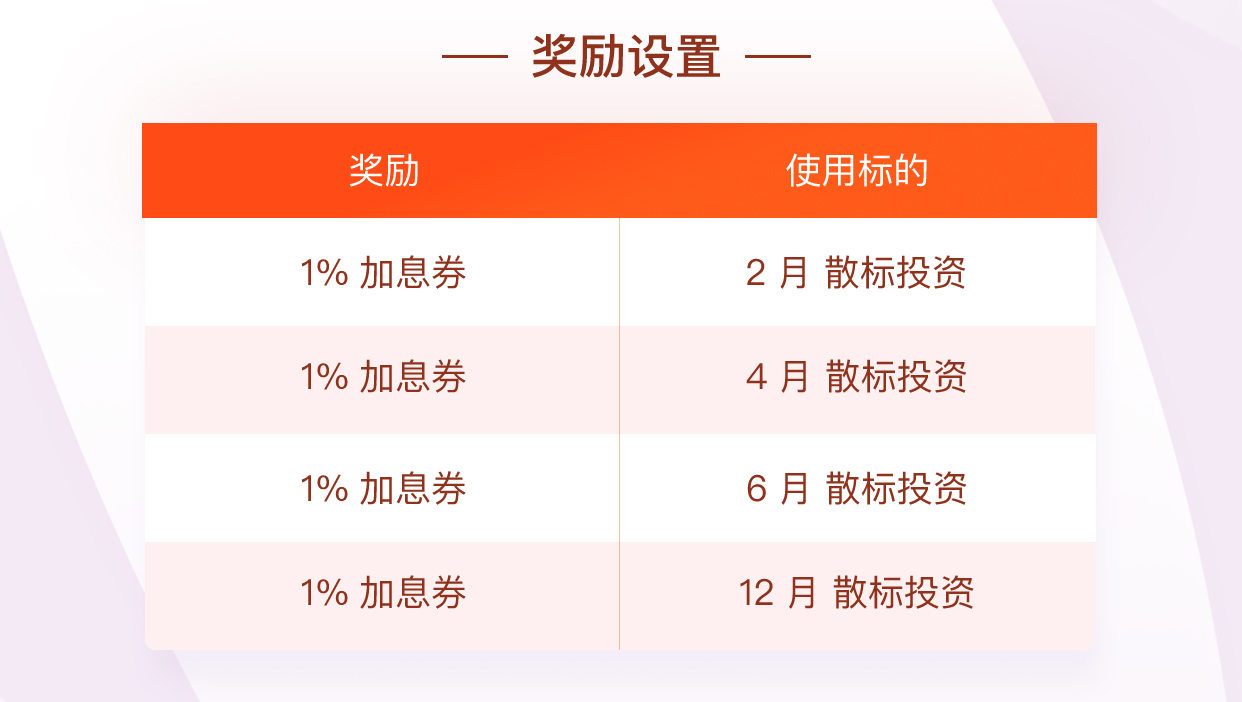 奖励设置
奖励 使用标的
1% 加息券 2 月 散标投资
1% 加息券 4 月 散标投资
1% 加息券 6 月 散标投资
1% 加息券 12 月 散标投资